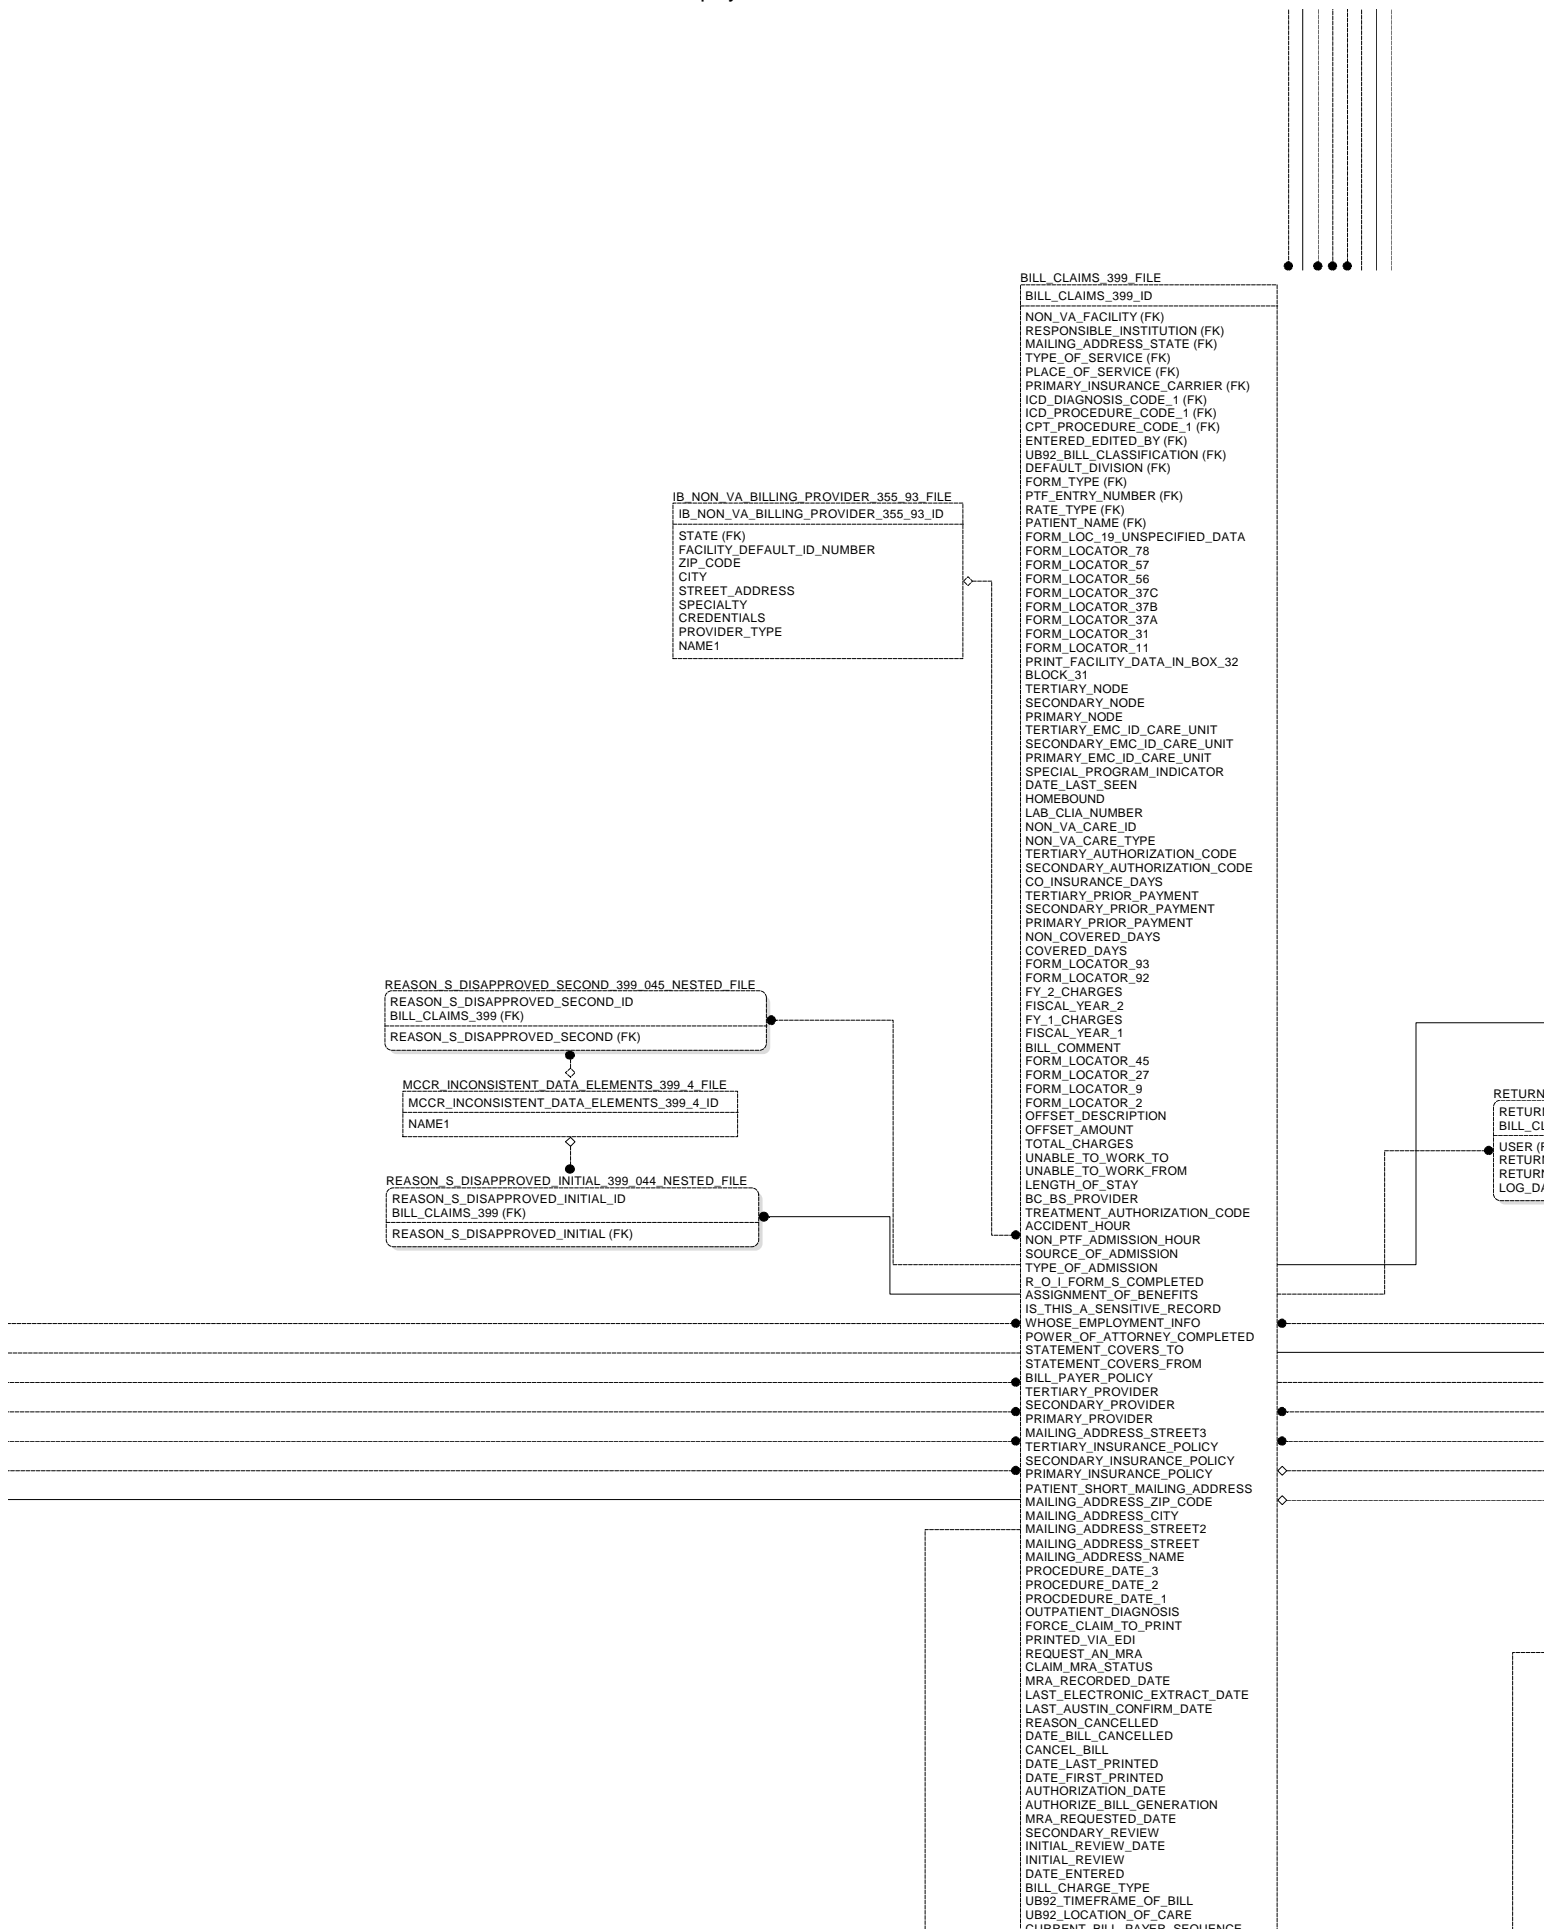 BILL_CLAIMS_399_FILE
BILL_CLAIMS_399_ID
NON_VA_FACILITY (FK)
RESPONSIBLE_INSTITUTION (FK)
MAILING_ADDRESS_STATE (FK)
TYPE_OF_SERVICE (FK)
PLACE_OF_SERVICE (FK)
PRIMARY_INSURANCE_CARRIER (FK)
ICD_DIAGNOSIS_CODE_1 (FK)
ICD_PROCEDURE_CODE_1 (FK)
CPT_PROCEDURE_CODE_1 (FK)
ENTERED_EDITED_BY (FK)
UB92_BILL_CLASSIFICATION (FK)
DEFAULT_DIVISION (FK)
FORM_TYPE (FK)
PTF_ENTRY_NUMBER (FK)
RATE_TYPE (FK)
PATIENT_NAME (FK)
FORM_LOC_19_UNSPECIFIED_DATA
FORM_LOCATOR_78
FORM_LOCATOR_57
FORM_LOCATOR_56
FORM_LOCATOR_37C
FORM_LOCATOR_37B
FORM_LOCATOR_37A
FORM_LOCATOR_31
FORM_LOCATOR_11
PRINT_FACILITY_DATA_IN_BOX_32
BLOCK_31
TERTIARY_NODE
SECONDARY_NODE
PRIMARY_NODE
TERTIARY_EMC_ID_CARE_UNIT
SECONDARY_EMC_ID_CARE_UNIT
PRIMARY_EMC_ID_CARE_UNIT
SPECIAL_PROGRAM_INDICATOR
DATE_LAST_SEEN
HOMEBOUND
LAB_CLIA_NUMBER
NON_VA_CARE_ID
NON_VA_CARE_TYPE
TERTIARY_AUTHORIZATION_CODE
SECONDARY_AUTHORIZATION_CODE
CO_INSURANCE_DAYS
TERTIARY_PRIOR_PAYMENT
SECONDARY_PRIOR_PAYMENT
PRIMARY_PRIOR_PAYMENT
NON_COVERED_DAYS
COVERED_DAYS
FORM_LOCATOR_93
FORM_LOCATOR_92
FY_2_CHARGES
FISCAL_YEAR_2
FY_1_CHARGES
FISCAL_YEAR_1
BILL_COMMENT
FORM_LOCATOR_45
FORM_LOCATOR_27
FORM_LOCATOR_9
FORM_LOCATOR_2
OFFSET_DESCRIPTION
OFFSET_AMOUNT
TOTAL_CHARGES
UNABLE_TO_WORK_TO
UNABLE_TO_WORK_FROM
LENGTH_OF_STAY
BC_BS_PROVIDER
TREATMENT_AUTHORIZATION_CODE
ACCIDENT_HOUR
NON_PTF_ADMISSION_HOUR
SOURCE_OF_ADMISSION
TYPE_OF_ADMISSION
R_O_I_FORM_S_COMPLETED
ASSIGNMENT_OF_BENEFITS
IS_THIS_A_SENSITIVE_RECORD
WHOSE_EMPLOYMENT_INFO
POWER_OF_ATTORNEY_COMPLETED
STATEMENT_COVERS_TO
STATEMENT_COVERS_FROM
BILL_PAYER_POLICY
TERTIARY_PROVIDER
SECONDARY_PROVIDER
PRIMARY_PROVIDER
MAILING_ADDRESS_STREET3
TERTIARY_INSURANCE_POLICY
SECONDARY_INSURANCE_POLICY
PRIMARY_INSURANCE_POLICY
PATIENT_SHORT_MAILING_ADDRESS
MAILING_ADDRESS_ZIP_CODE
MAILING_ADDRESS_CITY
MAILING_ADDRESS_STREET2
MAILING_ADDRESS_STREET
MAILING_ADDRESS_NAME
PROCEDURE_DATE_3
PROCEDURE_DATE_2
PROCDEDURE_DATE_1
OUTPATIENT_DIAGNOSIS
FORCE_CLAIM_TO_PRINT
PRINTED_VIA_EDI
REQUEST_AN_MRA
CLAIM_MRA_STATUS
MRA_RECORDED_DATE
LAST_ELECTRONIC_EXTRACT_DATE
LAST_AUSTIN_CONFIRM_DATE
REASON_CANCELLED
DATE_BILL_CANCELLED
CANCEL_BILL
DATE_LAST_PRINTED
DATE_FIRST_PRINTED
AUTHORIZATION_DATE
AUTHORIZE_BILL_GENERATION
MRA_REQUESTED_DATE
SECONDARY_REVIEW
INITIAL_REVIEW_DATE
INITIAL_REVIEW
DATE_ENTERED
BILL_CHARGE_TYPE
UB92_TIMEFRAME_OF_BILL
UB92_LOCATION_OF_CARE
CURRENT_BILL_PAYER_SEQUENCE
IB_NON_VA_BILLING_PROVIDER_355_93_FILE
IB_NON_VA_BILLING_PROVIDER_355_93_ID
STATE (FK)
FACILITY_DEFAULT_ID_NUMBER
ZIP_CODE
CITY
STREET_ADDRESS
SPECIALTY
CREDENTIALS
PROVIDER_TYPE
NAME1
REASON_S_DISAPPROVED_SECOND_399_045_NESTED_FILE
REASON_S_DISAPPROVED_SECOND_ID
BILL_CLAIMS_399 (FK)
REASON_S_DISAPPROVED_SECOND (FK)
MCCR_INCONSISTENT_DATA_ELEMENTS_399_4_FILE
MCCR_INCONSISTENT_DATA_ELEMENTS_399_4_ID
NAME1
REASON_S_DISAPPROVED_INITIAL_399_044_NESTED_FILE
REASON_S_DISAPPROVED_INITIAL_ID
BILL_CLAIMS_399 (FK)
REASON_S_DISAPPROVED_INITIAL (FK)
RETURN
RETUR
BILL_CL
USER (F
RETUR
RETUR
LOG_DA